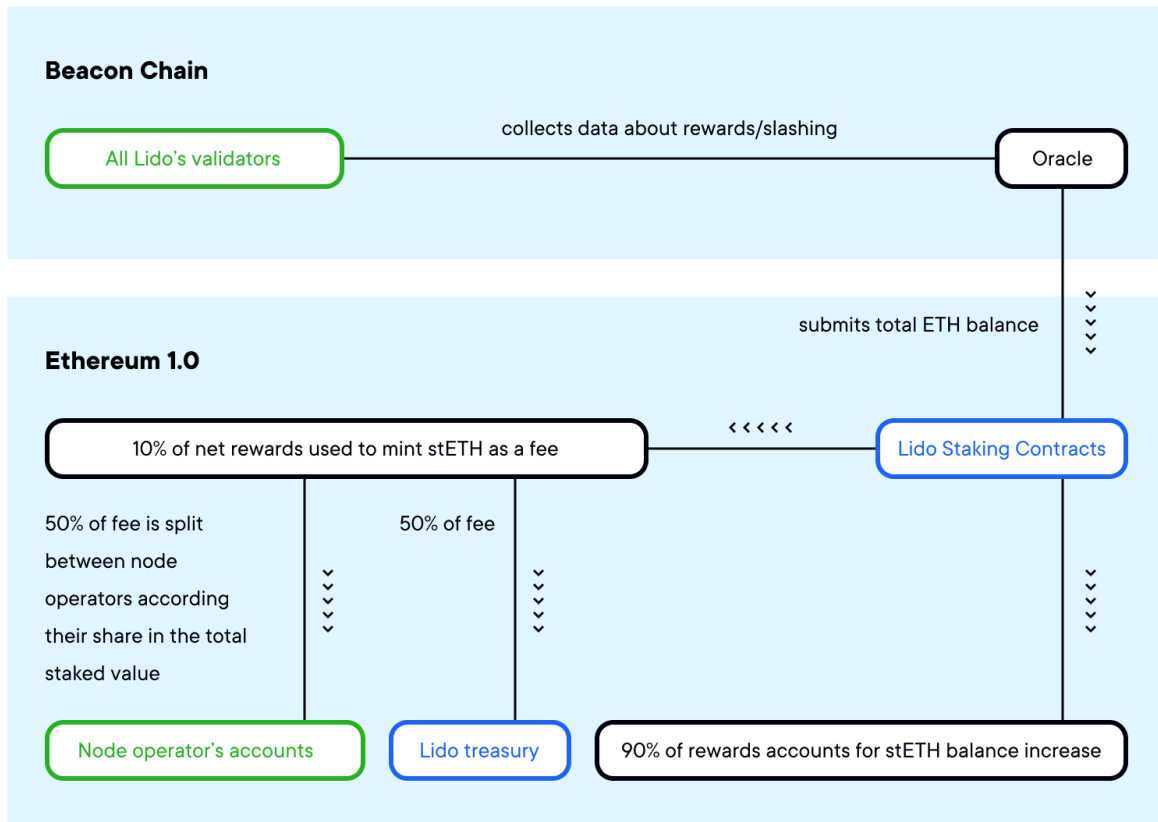 Beacon Chain
collects data about rewards/slashing
All Lido's validators
Oracle
submits total ETH balance
Ethereum 1.0
10% of net rewards used to mint stETH as a fee
Lido Staking Contracts
50% of fee is split
between node
operators according
their share in the total
staked value
50% of fee
Node operator's accounts
Lido treasury
90% of rewards accounts for stETH balance increase